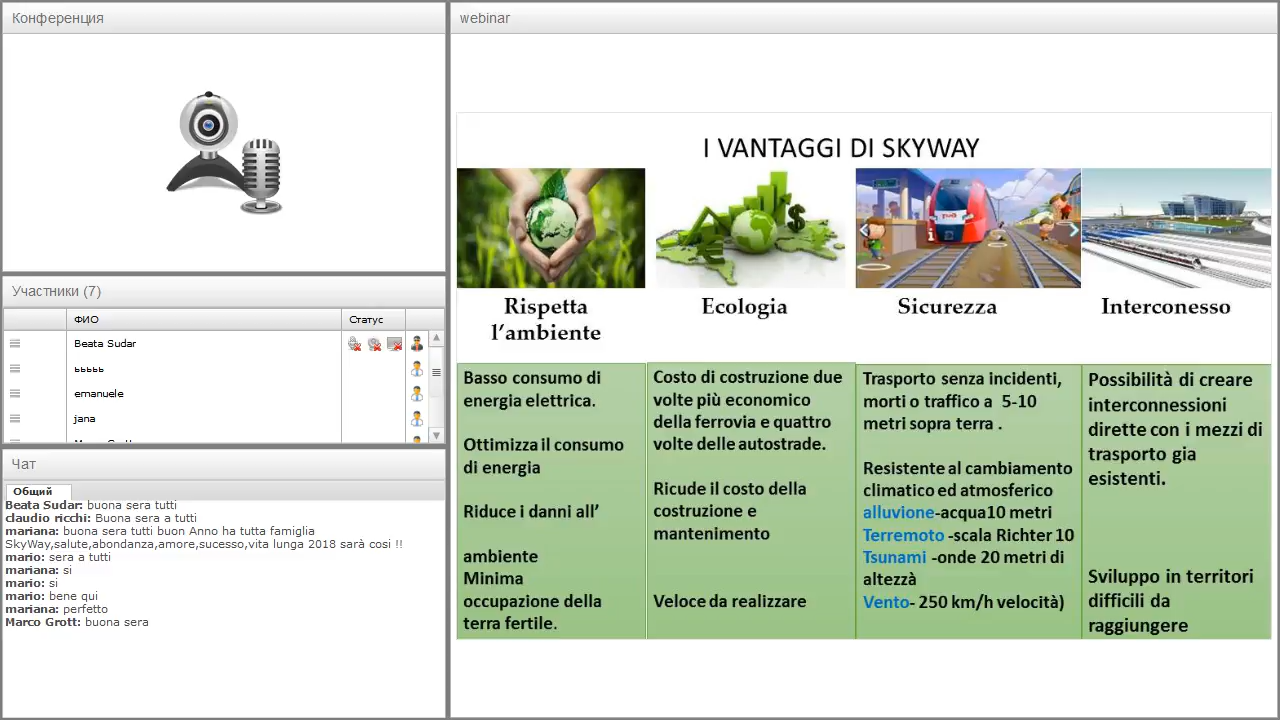 Конференция
Участники (7)
ФИО
Статус
Beata Sudar
ььььь
emanuele
jana
Чат
Общий
Beata Sudar: buona sera tutti
claudio ricchi: Buona sera a tutti
mariana: buona sera tutti buon Anno ha tutta famiglia
SkyWay,salute,abondanza,amore,sucesso,vita lunga 2018 sarà cosi !!
mario: sera a tutti
mariana: si
mario: si
mario: bene qui
mariana: perfetto
Marco Grott: buona sera
webinar
I VANTAGGI DI SKYWAY
Rispetta
l’ambiente
Basso consumo di
energia elettrica.
Ottimizza il consumo
di energia
Riduce i danni all’
ambiente
Minima
occupazione della
terra fertile.
Ecologia
Costo di costruzione due
volte più economico
della ferrovia e quattro
volte delle autostrade.
Ricude il costo della
costruzione e
mantenimento
Veloce da realizzare
Sicurezza
Trasporto senza incidenti,
morti o traffico a 5-10
metri sopra terra .
Resistente al cambiamento
climatico ed atmosferico
alluvione-acqua10 metri
Terremoto -scala Richter 10
Tsunami -onde 20 metri di
altezzà
Vento- 250 km/h velocità)
Interconesso
Possibilità di creare
interconnessioni
dirette con i mezzi di
trasporto gia
esistenti.
Sviluppo in territori
difficili da
raggiungere